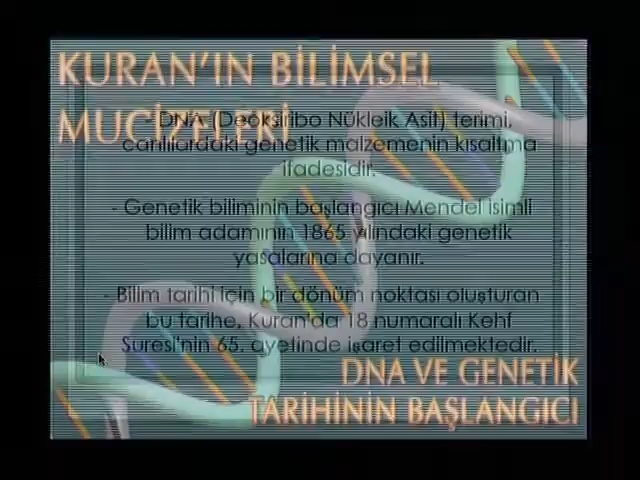 KURAN'IN BİLİMSEL
MUCİZELERİ
- DNA (Deoksiribo Nükleik Asit) terimi,
canlılardaki genetik malzemenin kısaltma
ifadesidir.
- Genetik biliminin başlangıcı Mendel isimli
bilim adamının 1865 yılındaki genetik
yasalarına dayanır.
- Bilim tarihi için bir dönüm noktası oluşturan
bu tarihe, Kuran'da 18 numaralı Kehf
Suresi'nin 65. ayetinde işaret edilmektedir.
DNA VE GENETİK
TARİHİNİN BAŞLANGICI